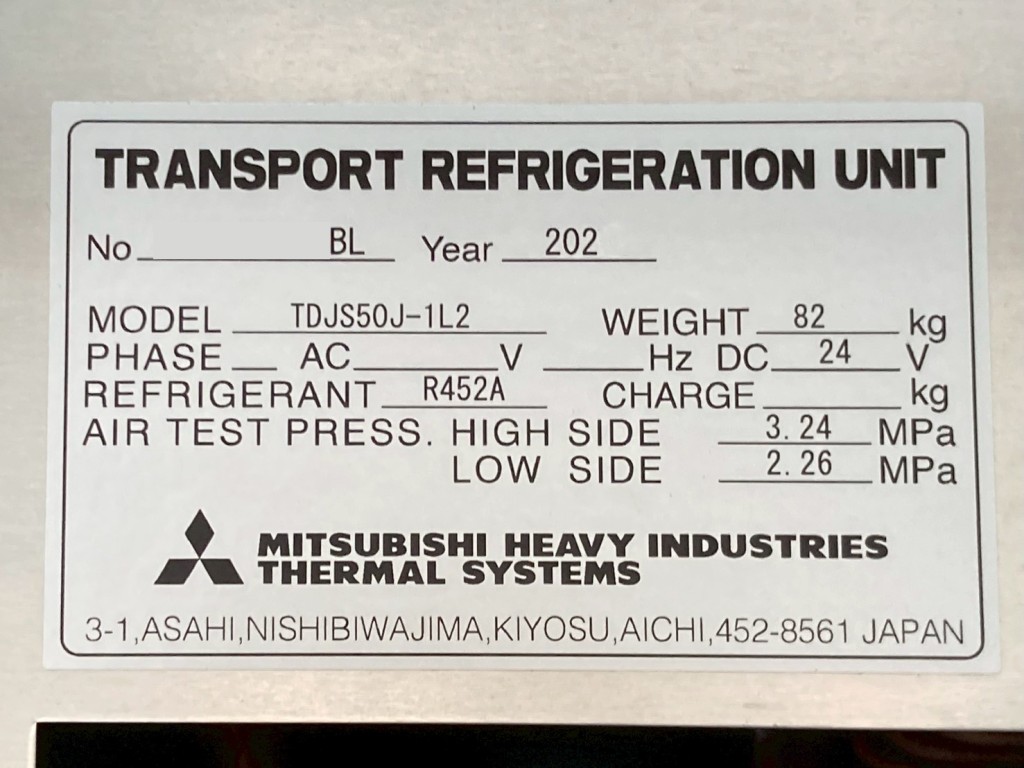 TRANSPORT REFRIGERATION UNIT
No BL Year 202
MODEL TDJS50J-1L2 WEIGHT 82 kg
PHASE AC V Hz DC 24 V
REFRIGERANT R452A CHARGE kg
AIR TEST PRESS. HIGH SIDE 3.24 MPa
LOW SIDE 2.26 MPa
MITSUBISHI HEAVY INDUSTRIES
THERMAL SYSTEMS
3-1,ASAHI,NISHIBIWAJIMA,KIYOSU,AICHI,452-8561 JAPAN